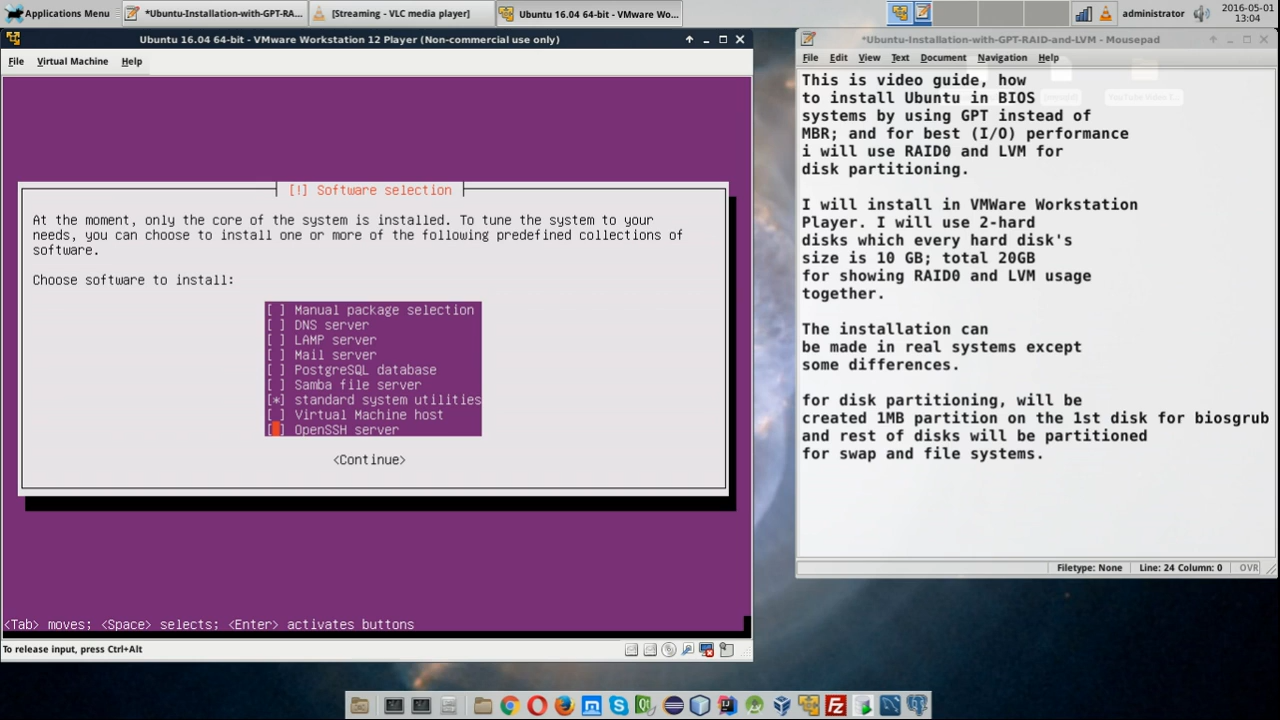 Applications Menu
*Ubuntu-Installation-with-GPT-RA...
[Streaming - VLC media player]
Ubuntu 16.04 64-bit - VMware Wo...
administrator
2016-05-01
13:04
Ubuntu 16.04 64-bit - VMware Workstation 12 Player (Non-commercial use only)
File Virtual Machine Help
[!] Software selection
At the moment, only the core of the system is installed. To tune the system to your
needs, you can choose to install one or more of the following predefined collections of
software.
Choose software to install:
[ ] Manual package selection
[ ] DNS server
[ ] LAMP server
[ ] Mail server
[ ] PostgreSQL database
[ ] Samba file server
[*] standard system utilities
[ ] Virtual Machine host
[ ] OpenSSH server
<Continue>
<Tab> moves; <Space> selects; <Enter> activates buttons
To release input, press Ctrl+Alt
*Ubuntu-Installation-with-GPT-RAID-and-LVM - Mousepad
File Edit View Text Document Navigation Help
This is video guide, how
to install Ubuntu in BIOS
systems by using GPT instead of
MBR; and for best (I/O) performance
i will use RAID0 and LVM for
disk partitioning.
I will install in VMWare Workstation
Player. I will use 2-hard
disks which every hard disk's
size is 10 GB; total 20GB
for showing RAID0 and LVM usage
together.
The installation can
be made in real systems except
some differences.
for disk partitioning, will be
created 1MB partition on the 1st disk for biosgrub
and rest of disks will be partitioned
for swap and file systems.
Filetype: None
Line: 24 Column: 0
OVR